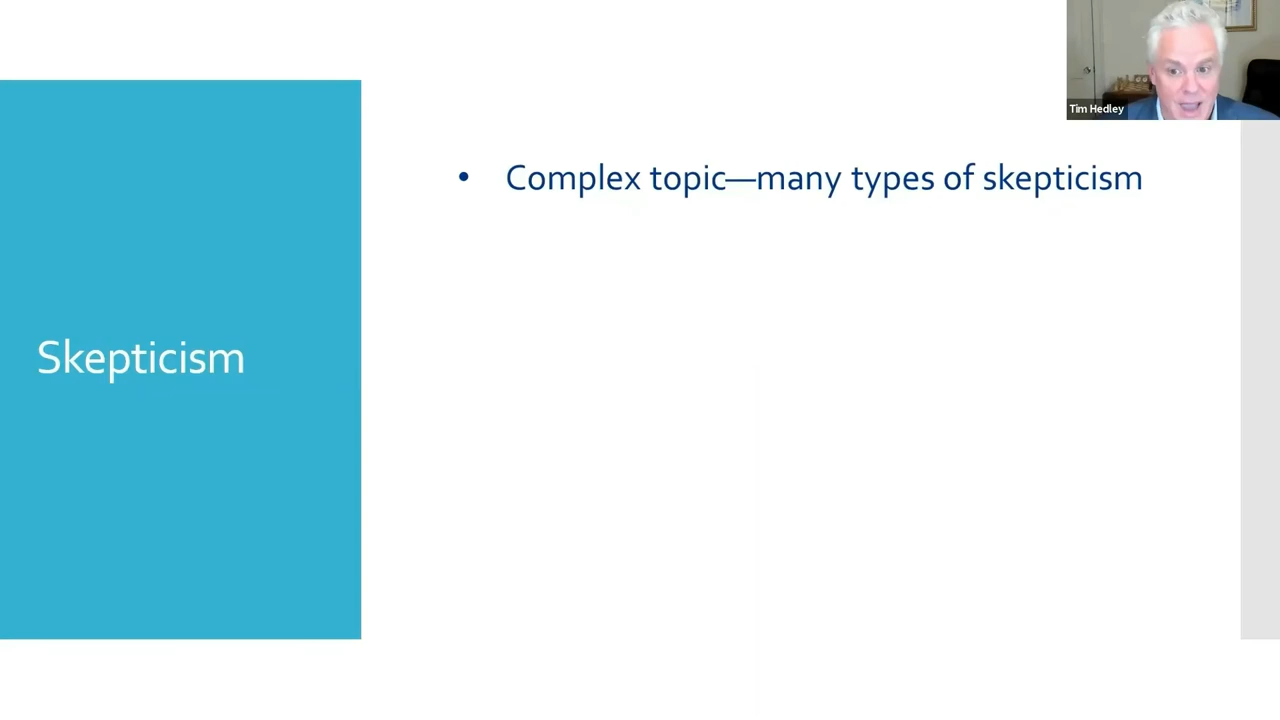 Tim Hedley
• Complex topic—many types of skepticism
Skepticism